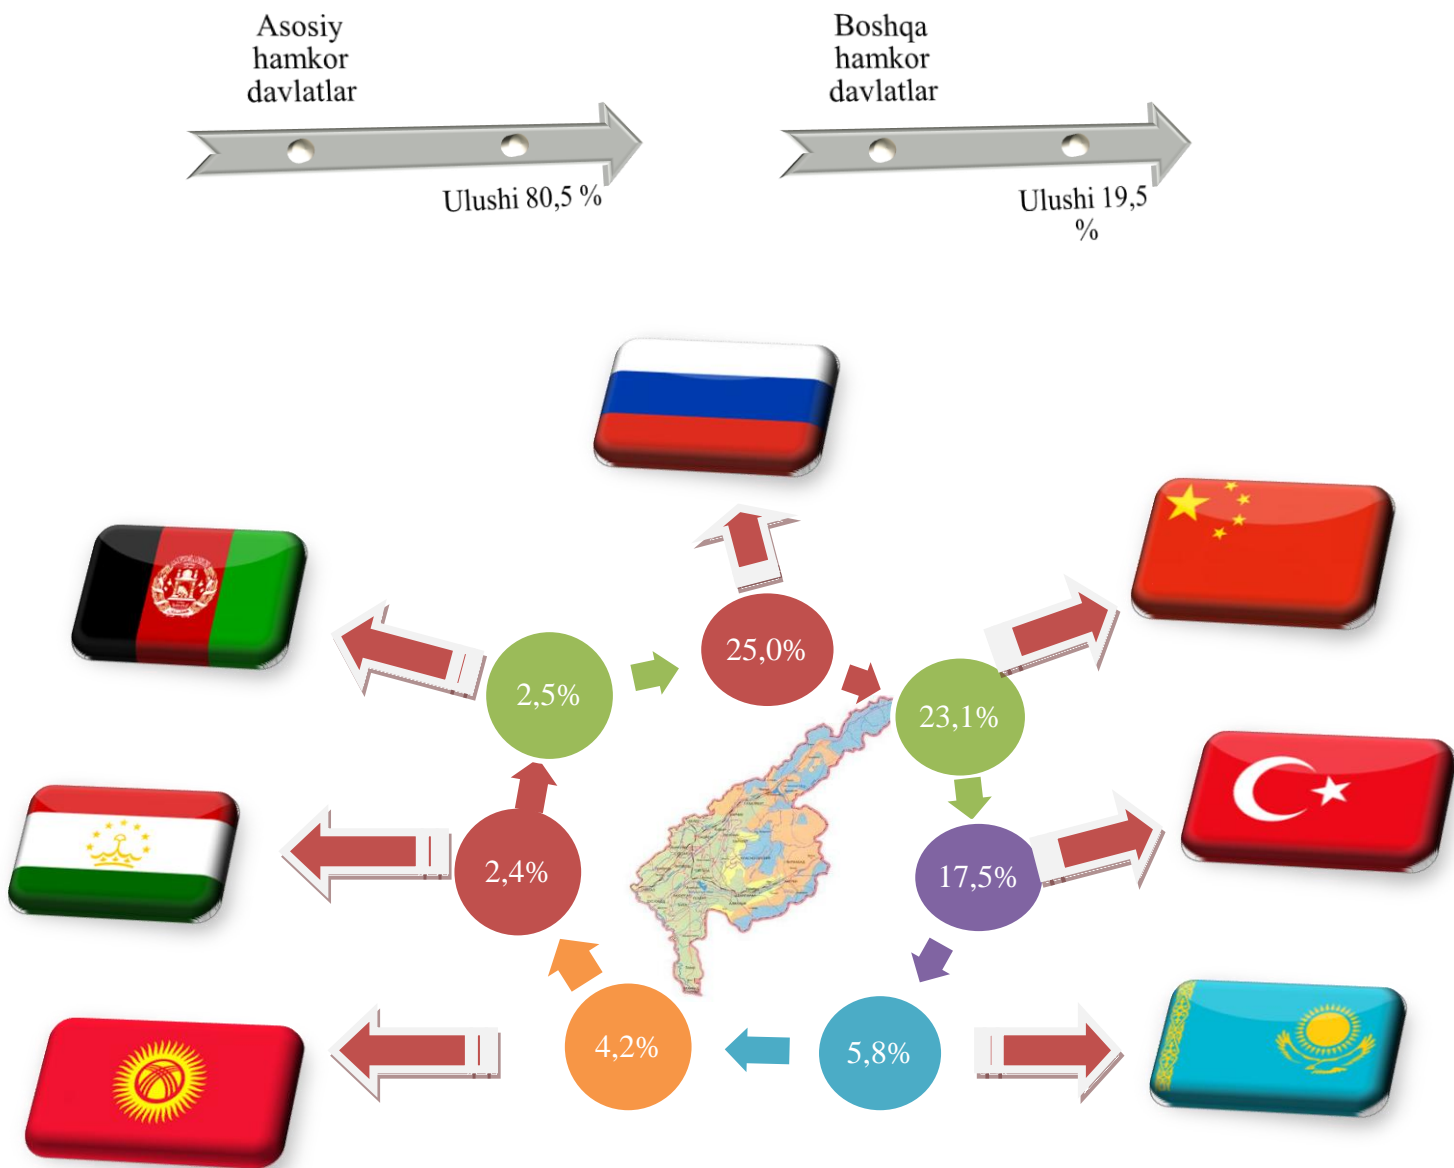 Asosiy
hamkor
davlatlar
Ulushi 80,5 %
Boshqa
hamkor
davlatlar
Ulushi 19,5
%
25,0%
23,1%
2,5%
17,5%
2,4%
5,8%
4,2%